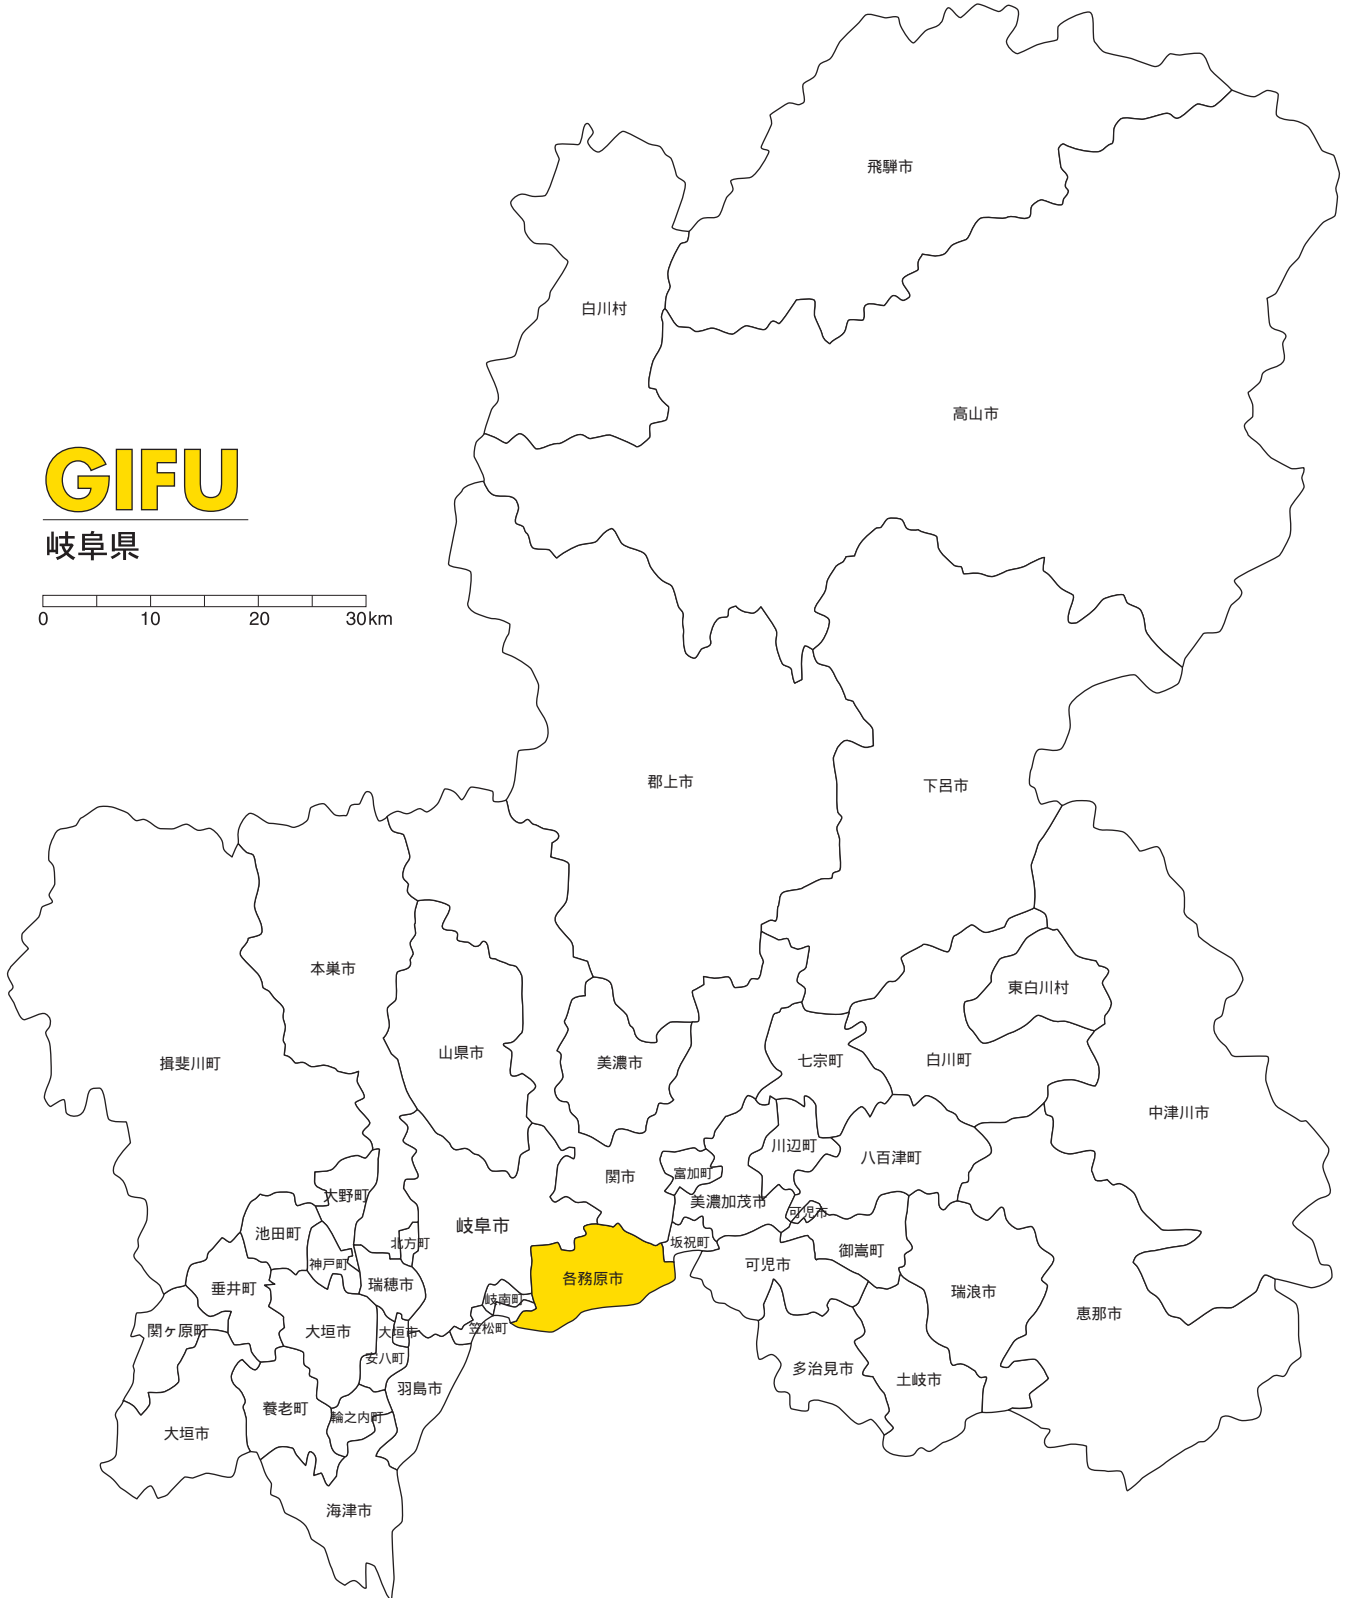 飛騨市
白川村
高山市
GIFU
岐阜県
0 10 20 30km
郡上市
下呂市
本巣市
東白川村
山県市
美濃市
七宗町
白川町
揖斐川町
中津川市
川辺町
八百津町
関市
富加町
大野町
美濃加茂市
可児市
岐阜市
池田町
北方町
坂祝町
御嵩町
神戸町
可児市
各務原市
瑞穂市
垂井町
瑞浪市
岐南町
恵那市
関ヶ原町
大垣市
大垣市
笠松町
安八町
多治見市
土岐市
羽島市
養老町
輪之内町
大垣市
海津市